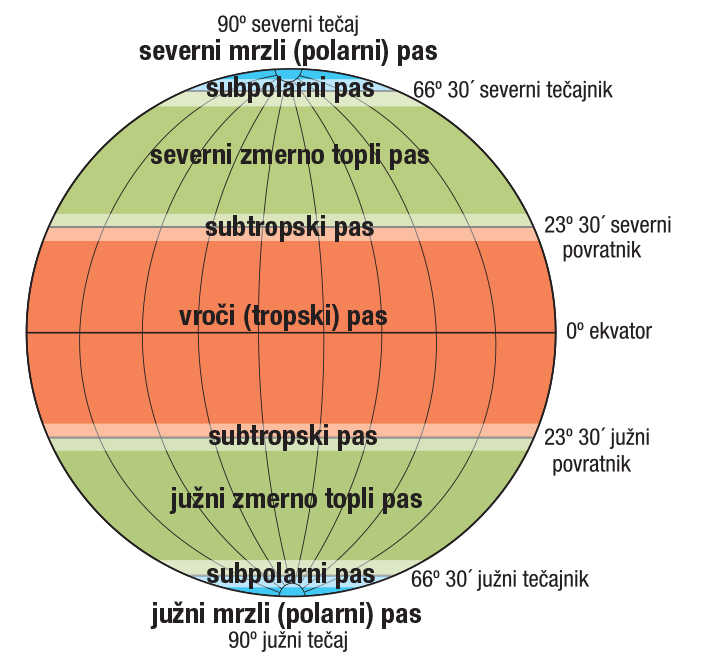 90º severni tečaj
severni mrzli (polarni) pas
subpolarni pas
66º 30´ severni tečajnik
severni zmerno topli pas
subtropski pas
23º 30´ severni
povratnik
vroči (tropski) pas
0º ekvator
subtropski pas
23º 30´ južni
povratnik
južni zmerno topli pas
subpolarni pas
66º 30´ južni tečajnik
južni mrzli (polarni) pas
90º južni tečaj